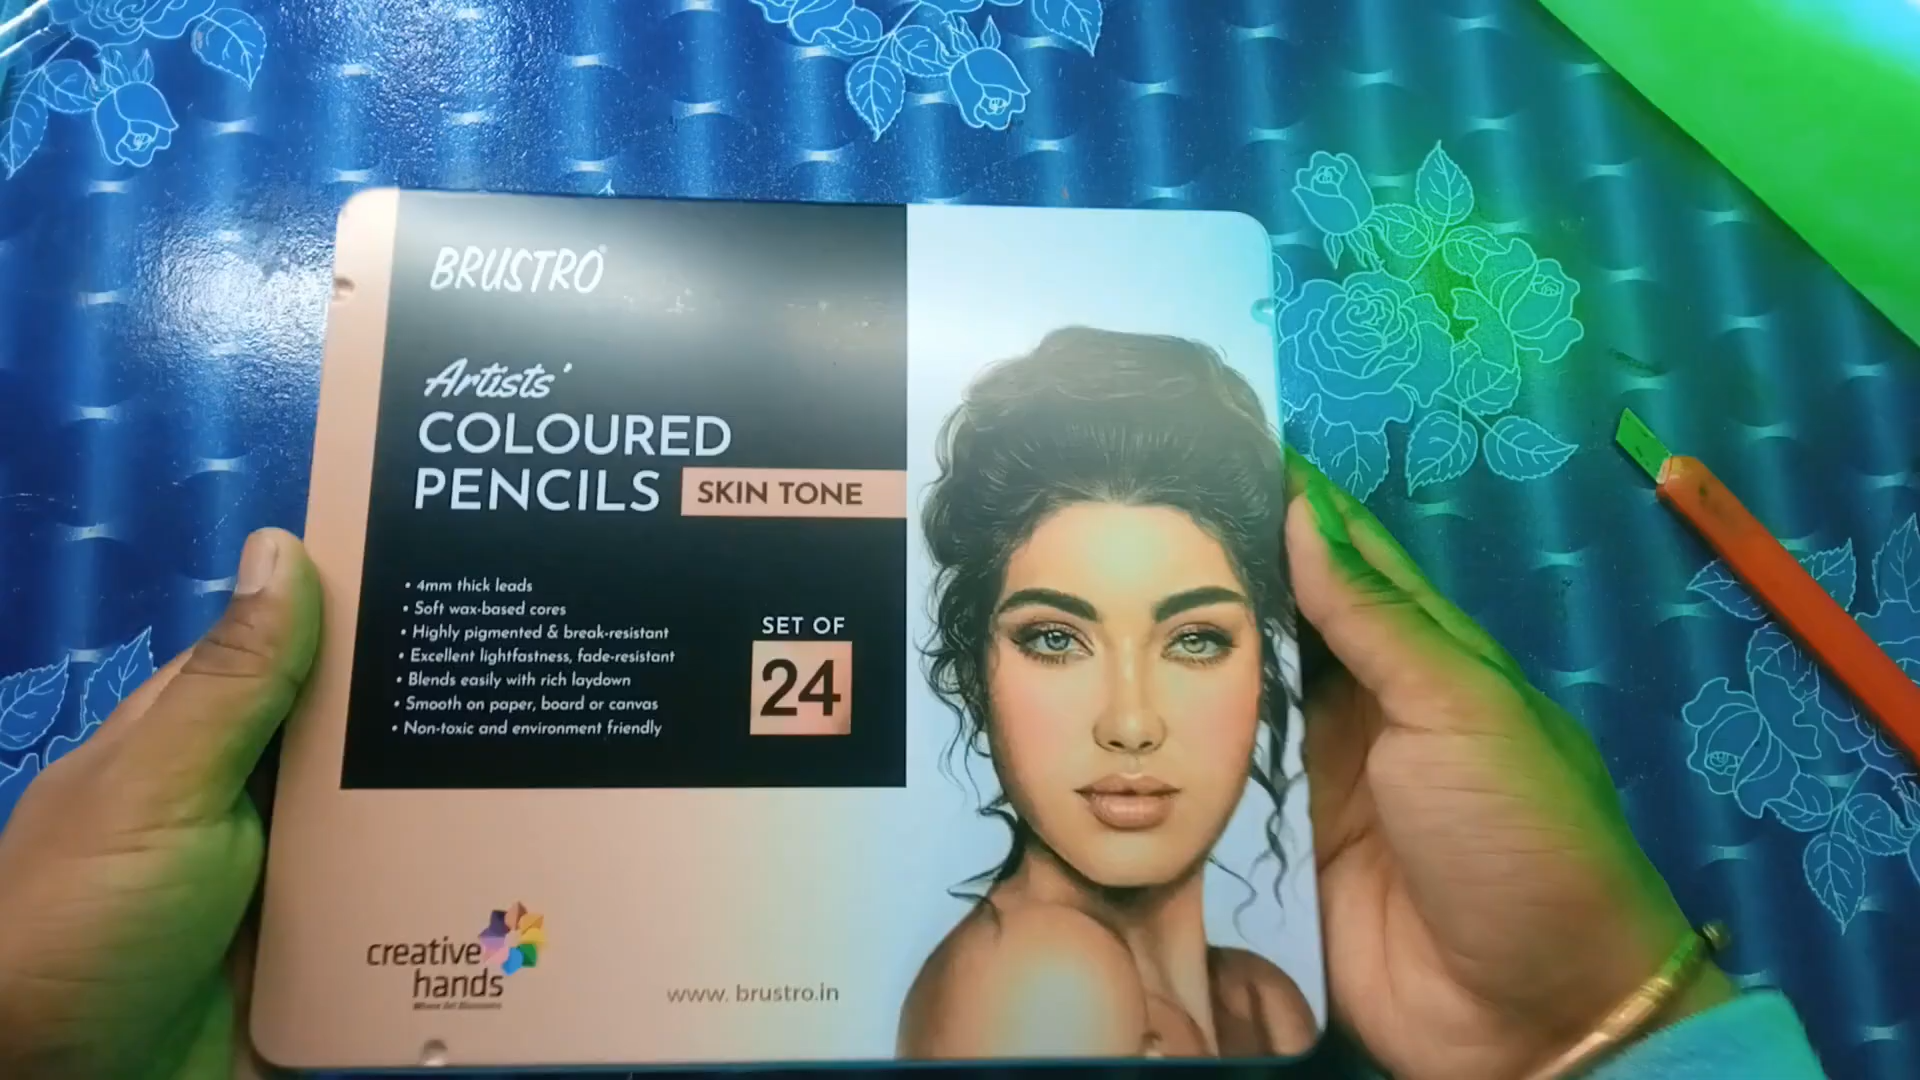 BRUSTRO®
Artists'
COLOURED
PENCILS SKIN TONE
• 4mm thick leads
• Soft wax-based cores
• Highly pigmented & break-resistant
• Excellent lightfastness, fade-resistant
• Blends easily with rich laydown
• Smooth on paper, board or canvas
• Non-toxic and environment friendly
SET OF
24
creative
hands
www. brustro.in